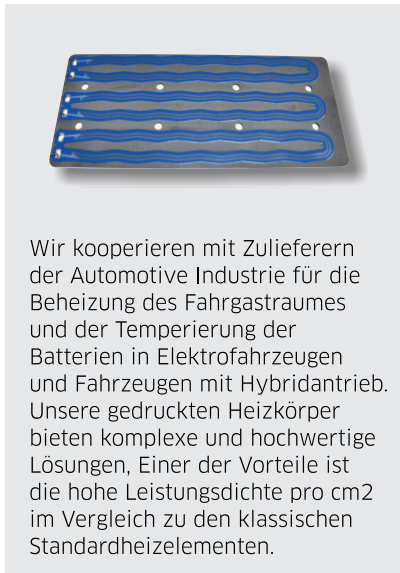 Wir kooperieren mit Zulieferern
der Automotive Industrie für die
Beheizung des Fahrgastraumes
und der Temperierung der
Batterien in Elektrofahrzeugen
und Fahrzeugen mit Hybridantrieb.
Unsere gedruckten Heizkörper
bieten komplexe und hochwertige
Lösungen, Einer der Vorteile ist
die hohe Leistungsdichte pro cm2
im Vergleich zu den klassischen
Standardheizelementen.